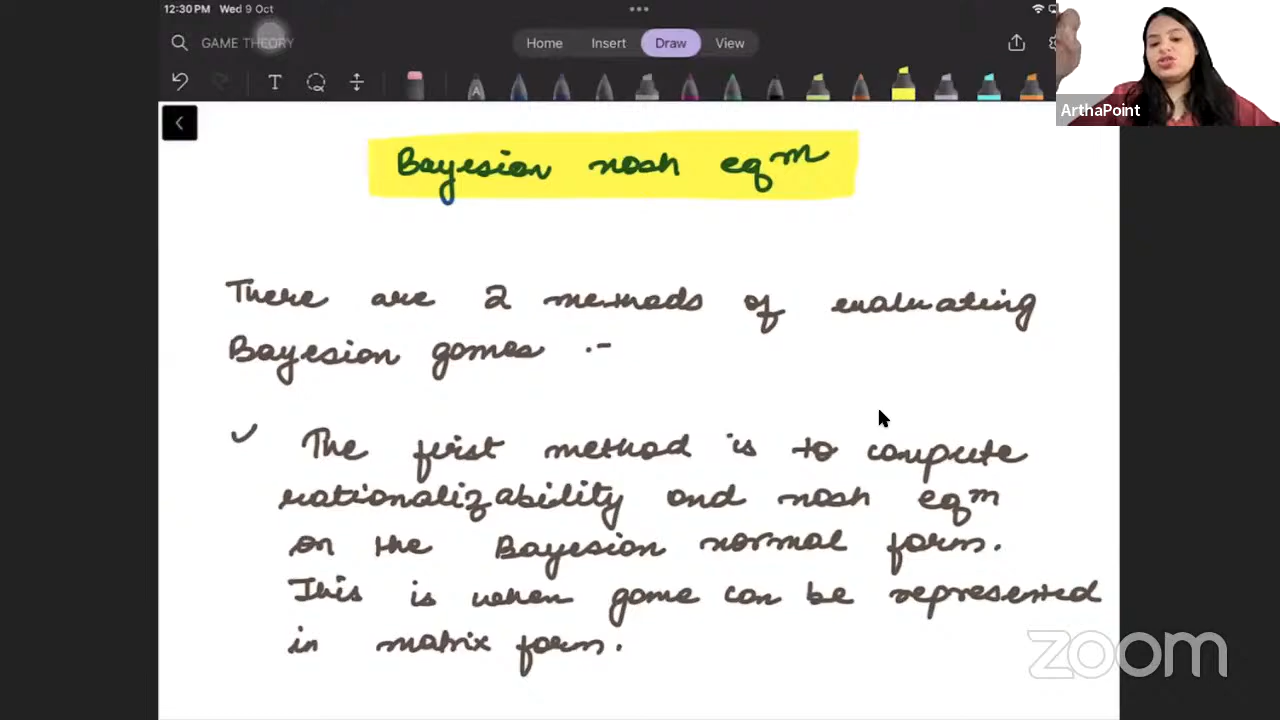 12:30 PM Wed 9 Oct
GAME THEORY
Home Insert Draw View
ArthaPoint
Bayesian nash eqm
There are 2 methods of evaluating
Bayesian games :-
✓ The first method is to compute
rationalizability and nash eqm
on the Bayesian normal form.
This is when game can be represented
in matrix form.
zoom